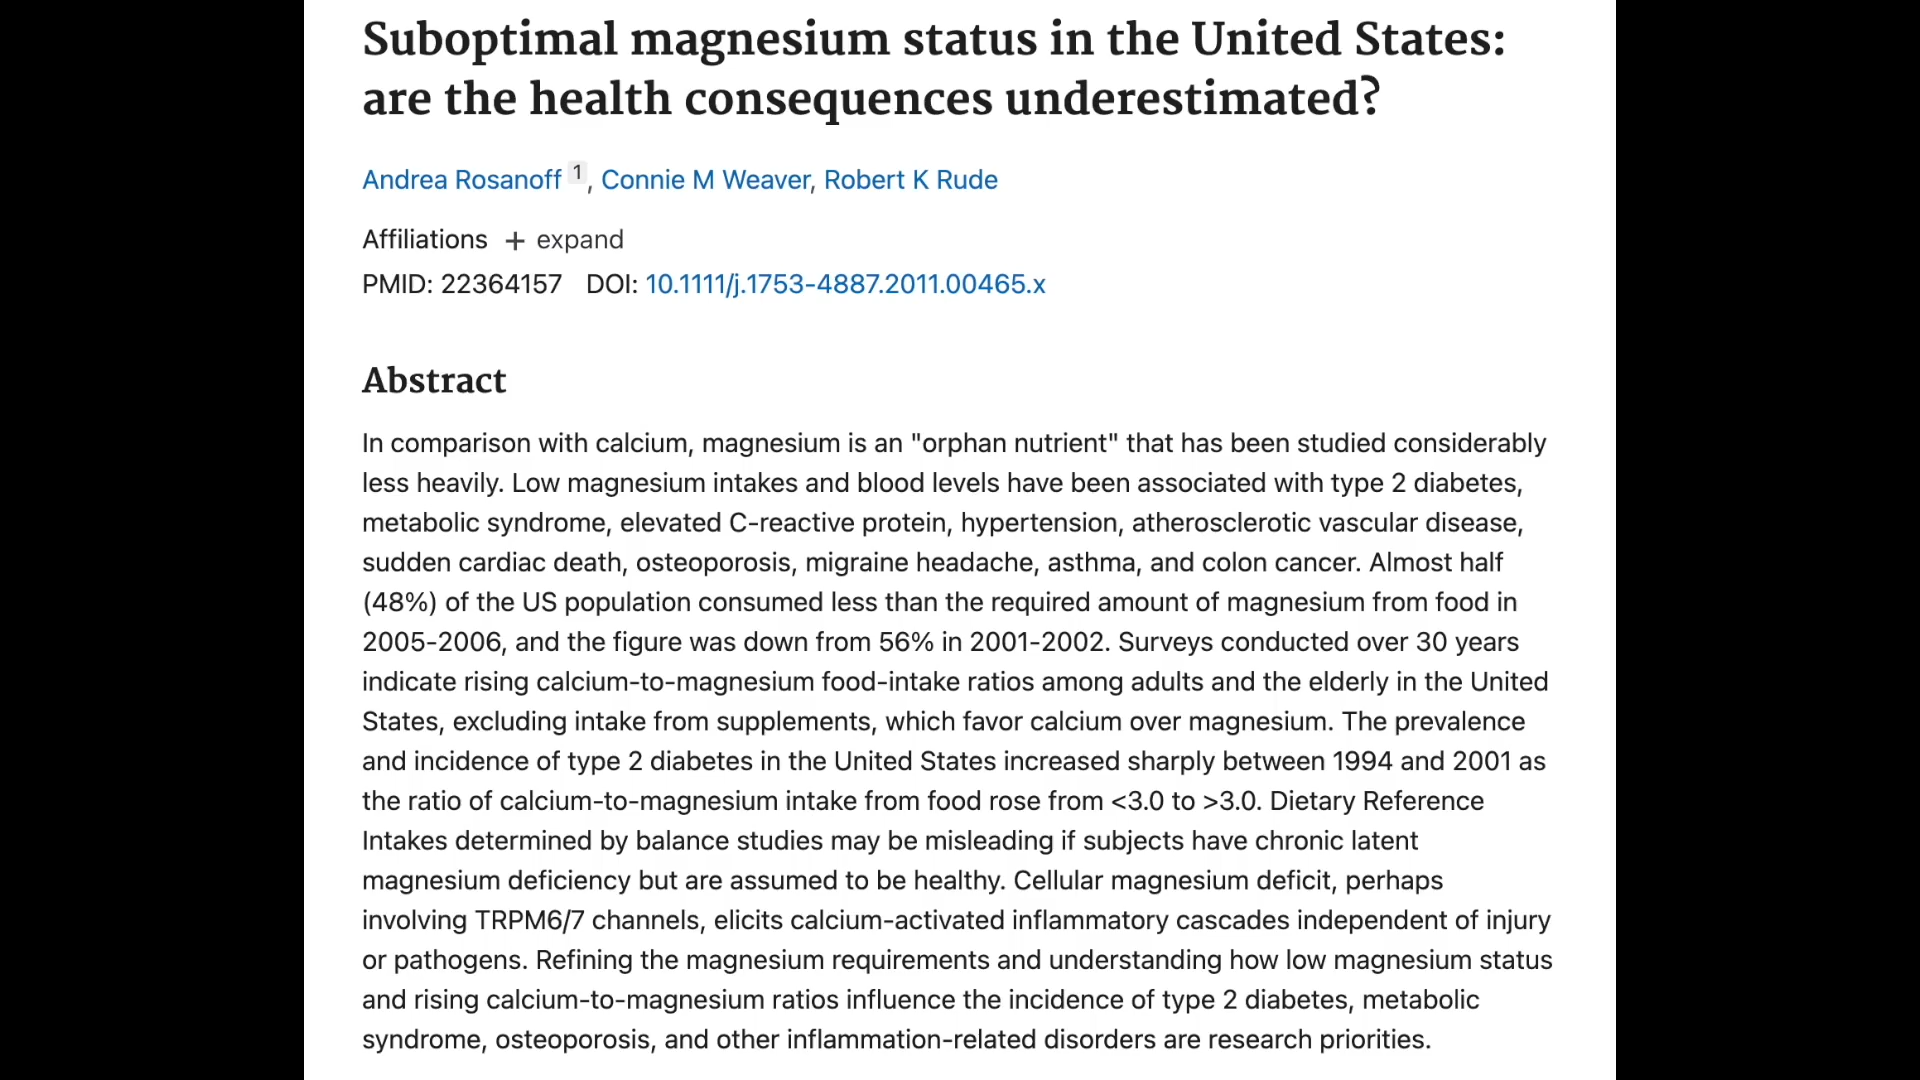 Suboptimal magnesium status in the United States:
are the health consequences underestimated?
Andrea Rosanoff 1, Connie M Weaver, Robert K Rude
Affiliations + expand
PMID: 22364157 DOI: 10.1111/j.1753-4887.2011.00465.x
Abstract
In comparison with calcium, magnesium is an "orphan nutrient" that has been studied considerably
less heavily. Low magnesium intakes and blood levels have been associated with type 2 diabetes,
metabolic syndrome, elevated C-reactive protein, hypertension, atherosclerotic vascular disease,
sudden cardiac death, osteoporosis, migraine headache, asthma, and colon cancer. Almost half
(48%) of the US population consumed less than the required amount of magnesium from food in
2005-2006, and the figure was down from 56% in 2001-2002. Surveys conducted over 30 years
indicate rising calcium-to-magnesium food-intake ratios among adults and the elderly in the United
States, excluding intake from supplements, which favor calcium over magnesium. The prevalence
and incidence of type 2 diabetes in the United States increased sharply between 1994 and 2001 as
the ratio of calcium-to-magnesium intake from food rose from <3.0 to >3.0. Dietary Reference
Intakes determined by balance studies may be misleading if subjects have chronic latent
magnesium deficiency but are assumed to be healthy. Cellular magnesium deficit, perhaps
involving TRPM6/7 channels, elicits calcium-activated inflammatory cascades independent of injury
or pathogens. Refining the magnesium requirements and understanding how low magnesium status
and rising calcium-to-magnesium ratios influence the incidence of type 2 diabetes, metabolic
syndrome, osteoporosis, and other inflammation-related disorders are research priorities.